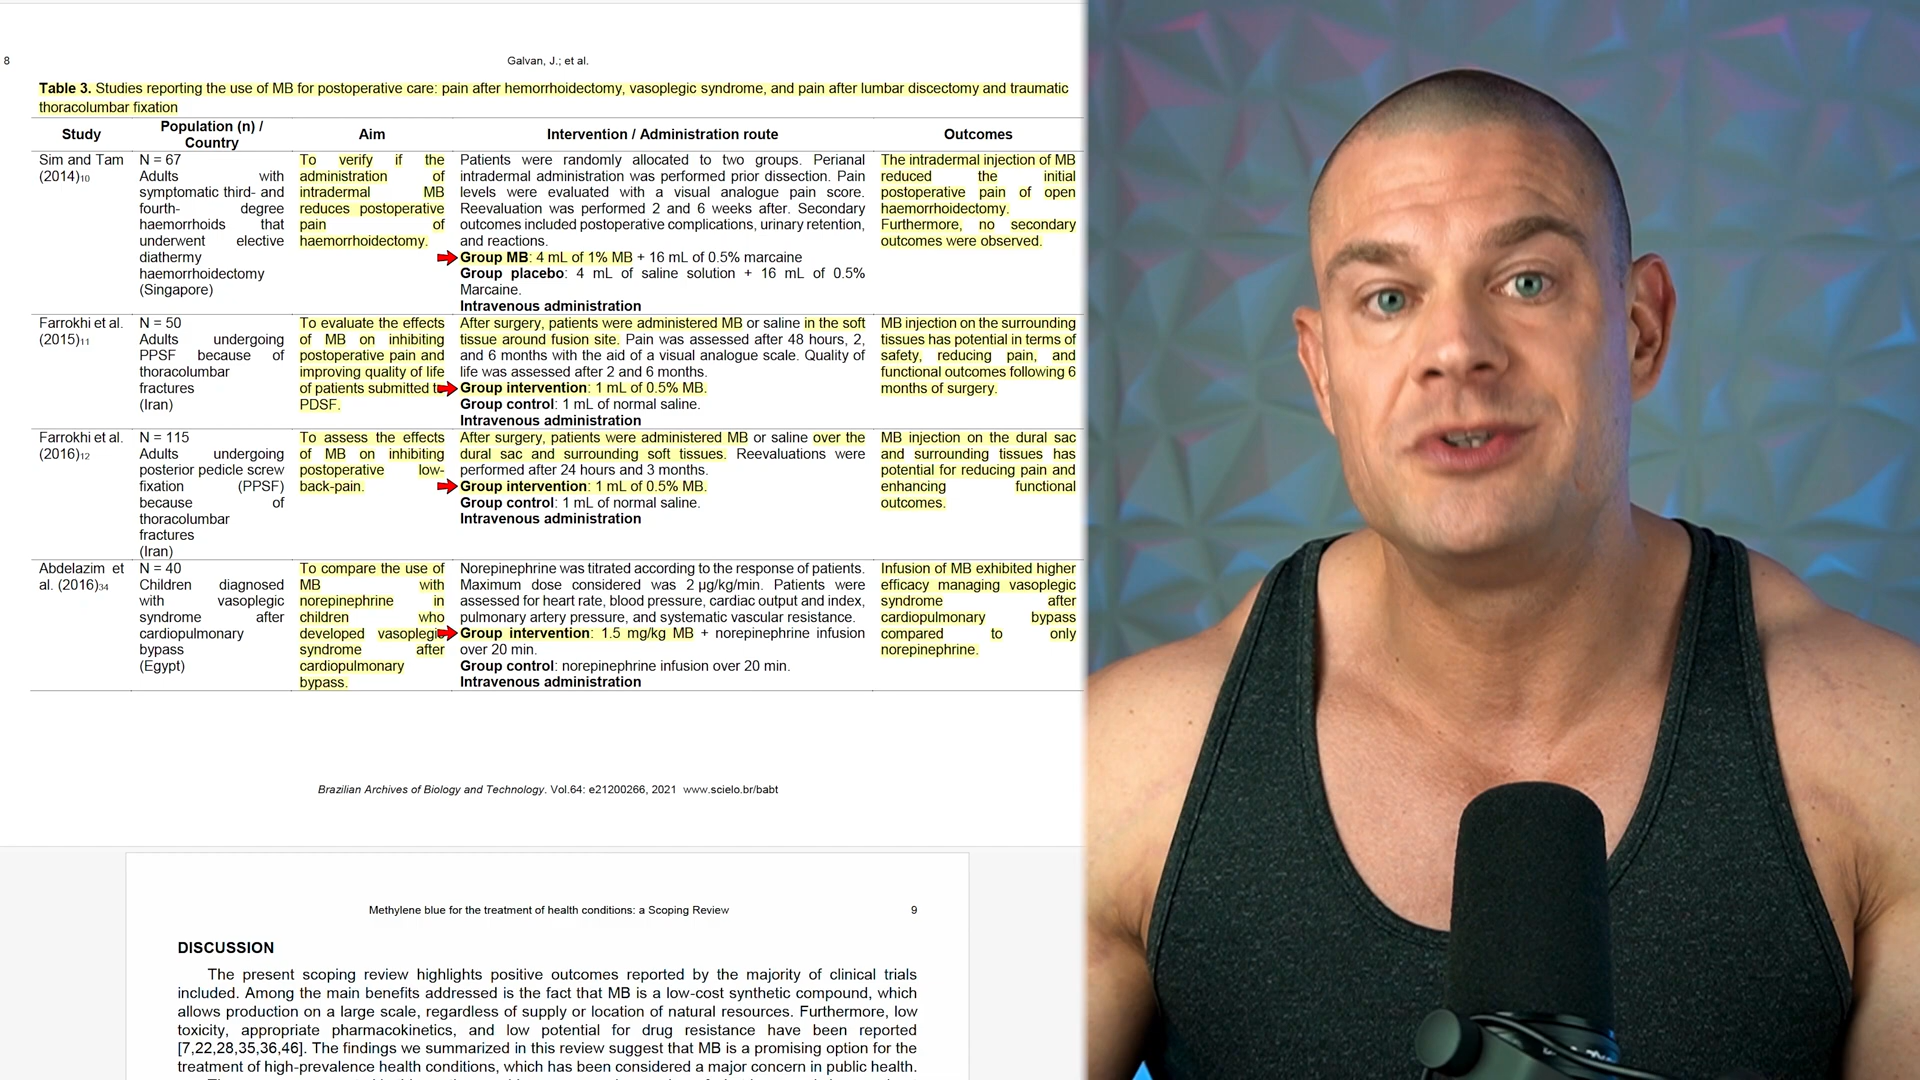 8
Galvan, J.; et al.
Table 3. Studies reporting the use of MB for postoperative care: pain after hemorrhoidectomy, vasoplegic syndrome, and pain after lumbar discectomy and traumatic
thoracolumbar fixation
Study
Population (n) /
Country
Aim
Intervention / Administration route
Outcomes
Sim and Tam
(2014)10
N = 67
Adults with
symptomatic third- and
fourth- degree
haemorrhoids that
underwent elective
diathermy
haemorrhoidectomy
(Singapore)
To verify if the
administration of
intradermal MB
reduces postoperative
pain of
haemorrhoidectomy.
Patients were randomly allocated to two groups. Perianal
intradermal administration was performed prior dissection. Pain
levels were evaluated with a visual analogue pain score.
Reevaluation was performed 2 and 6 weeks after. Secondary
outcomes included postoperative complications, urinary retention,
and reactions.
Group MB: 4 mL of 1% MB + 16 mL of 0.5% marcaine
Group placebo: 4 mL of saline solution + 16 mL of 0.5%
Marcaine.
Intravenous administration
The intradermal injection of MB
reduced the initial
postoperative pain of open
haemorrhoidectomy.
Furthermore, no secondary
outcomes were observed.
Farrokhi et al.
(2015)11
N = 50
Adults undergoing
PPSF because of
thoracolumbar
fractures
(Iran)
To evaluate the effects
of MB on inhibiting
postoperative pain and
improving quality of life
of patients submitted t
PDSF.
After surgery, patients were administered MB or saline in the soft
tissue around fusion site. Pain was assessed after 48 hours, 2,
and 6 months with the aid of a visual analogue scale. Quality of
life was assessed after 2 and 6 months.
Group intervention: 1 mL of 0.5% MB.
Group control: 1 mL of normal saline.
Intravenous administration
MB injection on the surrounding
tissues has potential in terms of
safety, reducing pain, and
functional outcomes following 6
months of surgery.
Farrokhi et al.
(2016)12
N = 115
Adults undergoing
posterior pedicle screw
fixation (PPSF)
because of
thoracolumbar
fractures
(Iran)
To assess the effects
of MB on inhibiting
postoperative low-
back-pain.
After surgery, patients were administered MB or saline over the
dural sac and surrounding soft tissues. Reevaluations were
performed after 24 hours and 3 months.
Group intervention: 1 mL of 0.5% MB.
Group control: 1 mL of normal saline.
Intravenous administration
MB injection on the dural sac
and surrounding tissues has
potential for reducing pain and
enhancing functional
outcomes.
Abdelazim et
al. (2016)34
N = 40
Children diagnosed
with vasoplegic
syndrome after
cardiopulmonary
bypass
(Egypt)
To compare the use of
MB with
norepinephrine in
children who
developed vasoplegic
syndrome after
cardiopulmonary
bypass.
Norepinephrine was titrated according to the response of patients.
Maximum dose considered was 2 µg/kg/min. Patients were
assessed for heart rate, blood pressure, cardiac output and index,
pulmonary artery pressure, and systematic vascular resistance.
Group intervention: 1.5 mg/kg MB + norepinephrine infusion
over 20 min.
Group control: norepinephrine infusion over 20 min.
Intravenous administration
Infusion of MB exhibited higher
efficacy managing vasoplegic
syndrome after
cardiopulmonary bypass
compared to only
norepinephrine.
Brazilian Archives of Biology and Technology. Vol.64: e21200266, 2021 www.scielo.br/babt
Methylene blue for the treatment of health conditions: a Scoping Review
9
DISCUSSION
The present scoping review highlights positive outcomes reported by the majority of clinical trials
included. Among the main benefits addressed is the fact that MB is a low-cost synthetic compound, which
allows production on a large scale, regardless of supply or location of natural resources. Furthermore, low
toxicity, appropriate pharmacokinetics, and low potential for drug resistance have been reported
[7,22,28,35,36,46]. The findings we summarized in this review suggest that MB is a promising option for the
treatment of high-prevalence health conditions, which has been considered a major concern in public health.